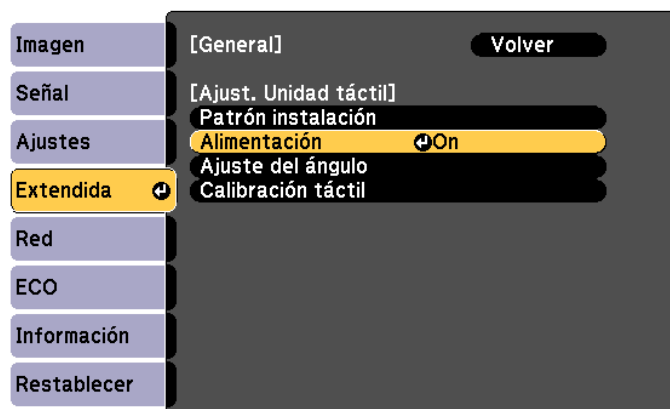 Imagen
Señal
Ajustes
Extendida
Red
ECO
Información
Restablecer
[General] Volver
[Ajust. Unidad táctil]
Patrón instalación
Alimentación On
Ajuste del ángulo
Calibración táctil